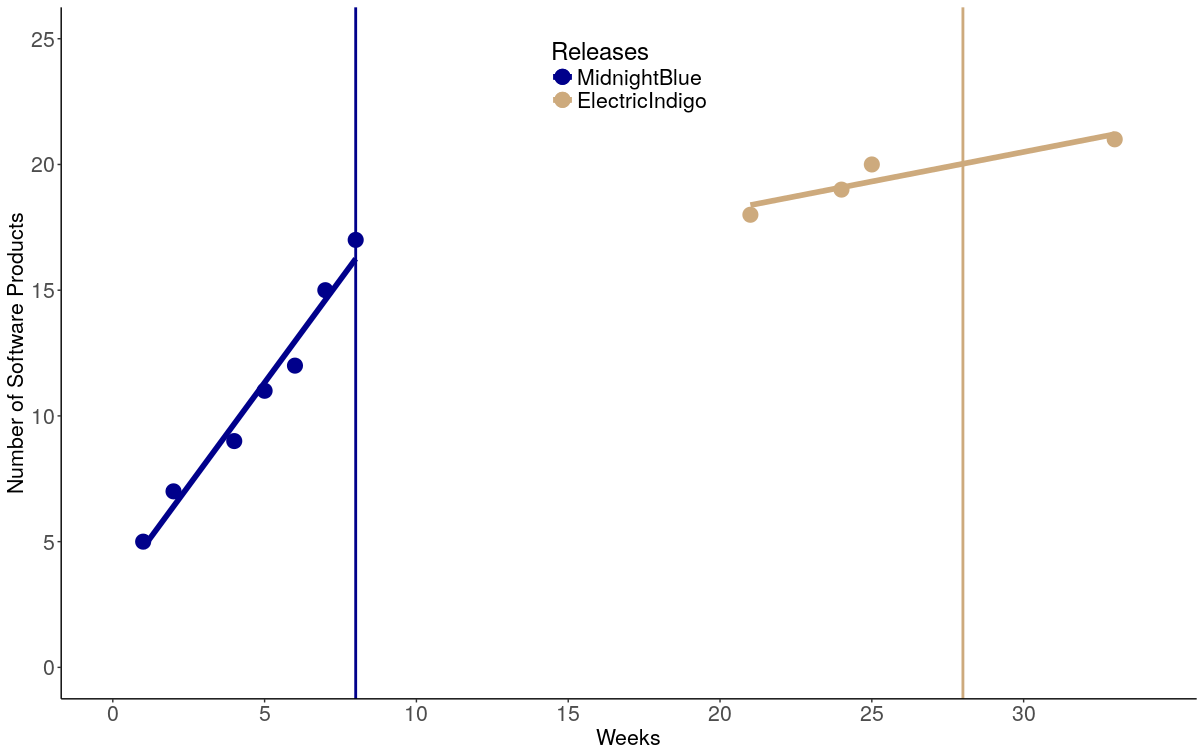 Releases
MidnightBlue
ElectricIndigo
Number of Software Products
25
20
15
10
5
0
0 5 10 15 20 25 30
Weeks